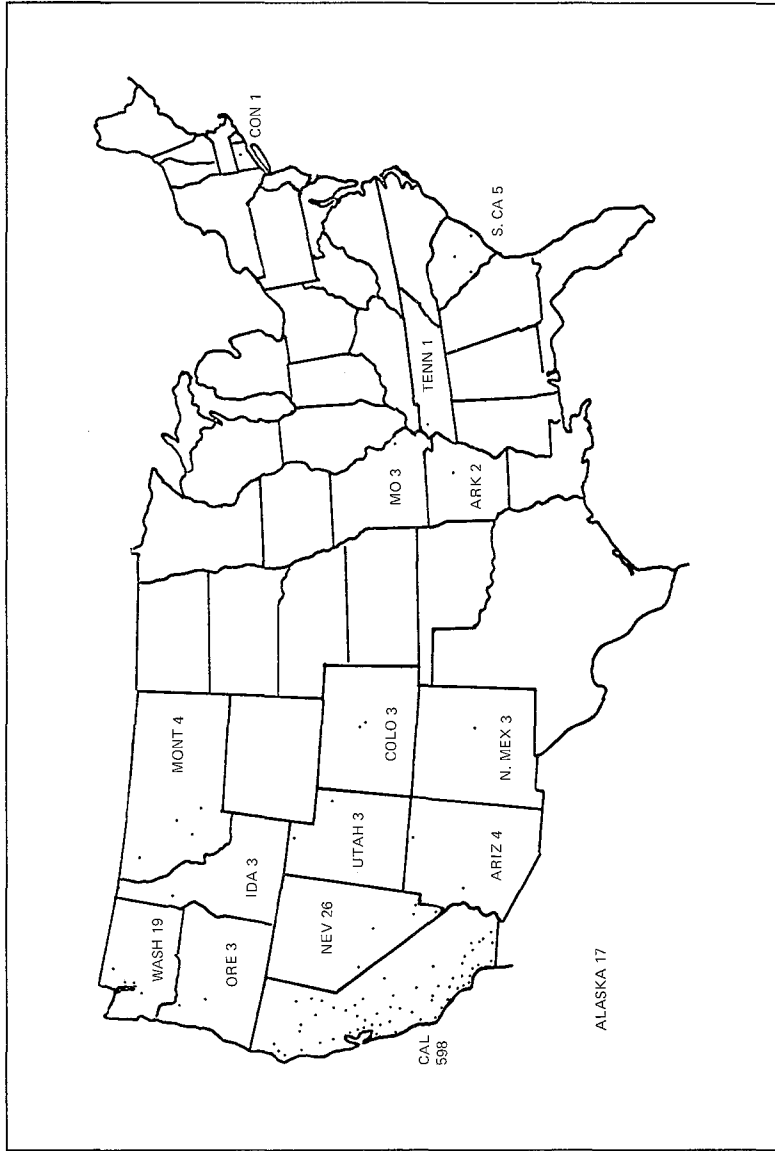 WASH 19
MONT 4
ORE 3
IDA 3
NEV 26
UTAH 3
COLO 3
CAL
598
ARIZ 4
N. MEX 3
MO 3
ARK 2
TENN 1
S. CA 5
CON 1
ALASKA 17